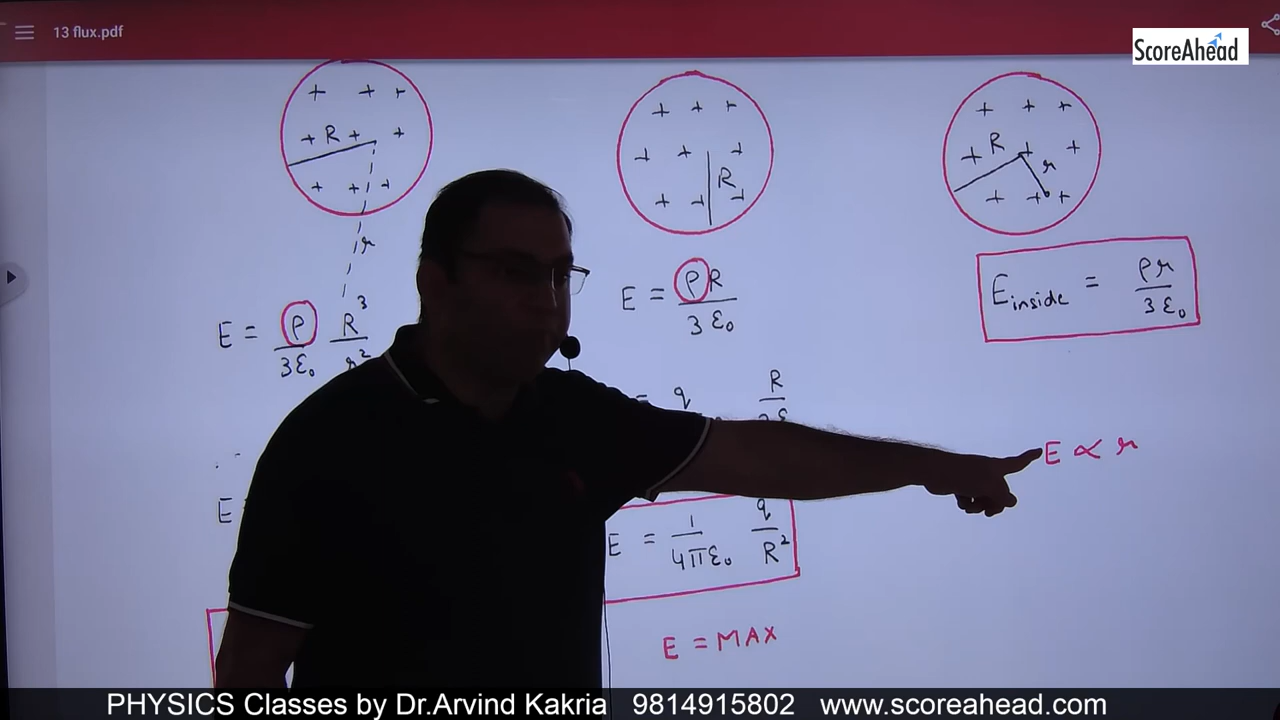 13 flux.pdf
ScoreAhead
+ + +
+ R + +
+ + +
r
+ + +
+ + +
R
+ + +
+ + +
+ R + +
r
+ + +
E = ρ/3ε₀ R³/r²
E = ρR/3ε₀
E inside = ρr/3ε₀
= q R
E ∝ r
E
E = 1/4πε₀ q/R²
E = MAX
PHYSICS Classes by Dr.Arvind Kakria 9814915802 www.scoreahead.com